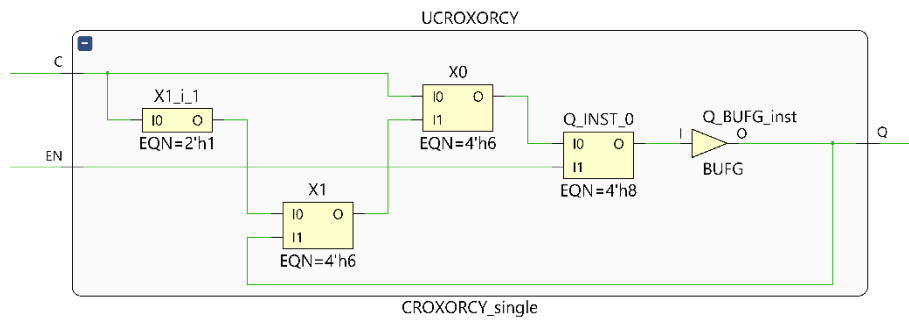 UCROXORCY
C
X0
X1_i_1
I0 O
I0 O
I1
Q_INST_0
Q_BUFG_inst
EQN=2'h1
EQN=4'h6
I0 O
I O
Q
EN
I1
BUFG
X1
EQN=4'h8
I0 O
I1
EQN=4'h6
CROXORCY_single